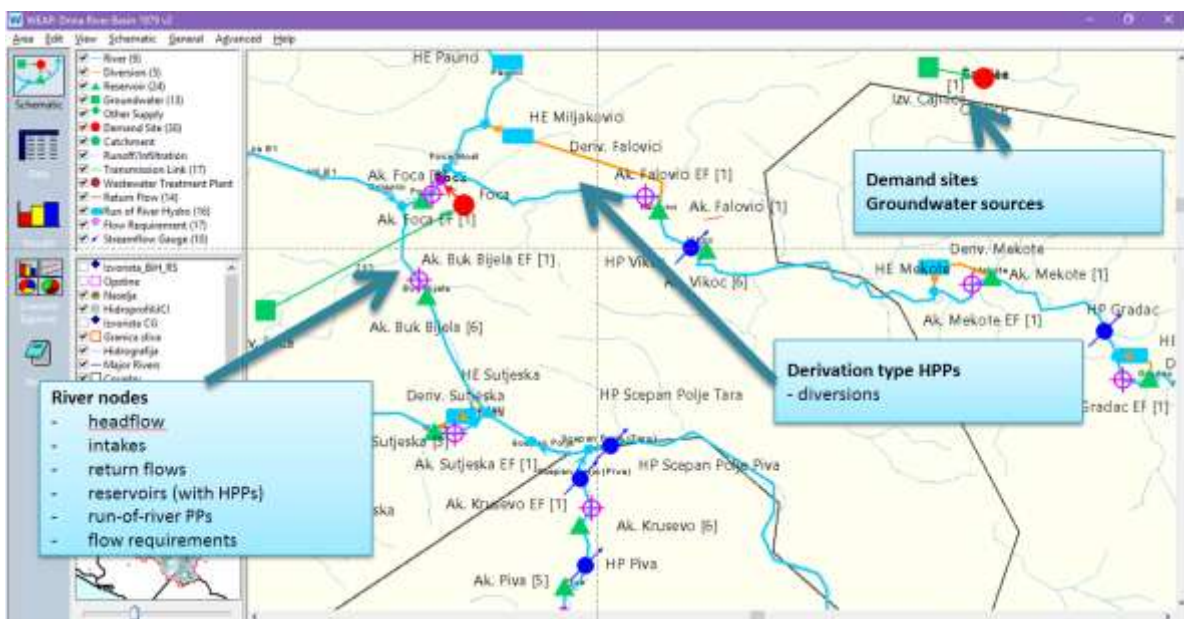 WEAP: Drina River Basin 1979 v2
Area Edit View Schematic General Advanced Help
Schematic
River (9)
Diversion (5)
Reservoir (24)
Groundwater (13)
Other Supply
Demand Site (30)
Catchment
Runoff/Infiltration
Transmission Link (17)
Wastewater Treatment Plant
Return Flow (14)
Run of River Hydro (16)
Flow Requirement (17)
Streamflow Gauge (10)
Izvorista_BiH_RS
Opstine
Naselja
HidroprofiliJCI
Izvorista CG
Granica sliva
Hidrografija
Major Rivers
Country
HE Paunci
HE Miljakovici
Deriv. Falovici
Foca Most
Ak. Foca
Foca
Ak. Falovici EF [1]
Ak. Falovici [1]
Ak. Foca EF [1]
Ak. Buk Bijela EF [1]
Ak. Buk Bijela [6]
HP Vikoc
Ak. Vikoc [6]
[1]
Izv. Cajnice
Demand sites
Groundwater sources
Deriv. Mekote
HE Mekote
Ak. Mekote [1]
Ak. Mekote EF [1]
HP Gradac
Gradac EF [1]
Derivation type HPPs
- diversions
River nodes
- headflow
- intakes
- return flows
- reservoirs (with HPPs)
- run-of-river PPs
- flow requirements
HE Sutjeska
Deriv. Sutjeska
Sutjeska [5]
Ak. Sutjeska EF [1]
HP Scepan Polje Tara
HP Scepan Polje Piva
Ak. Krusevo EF [1]
Ak. Krusevo [6]
HP Piva
Ak. Piva [5]